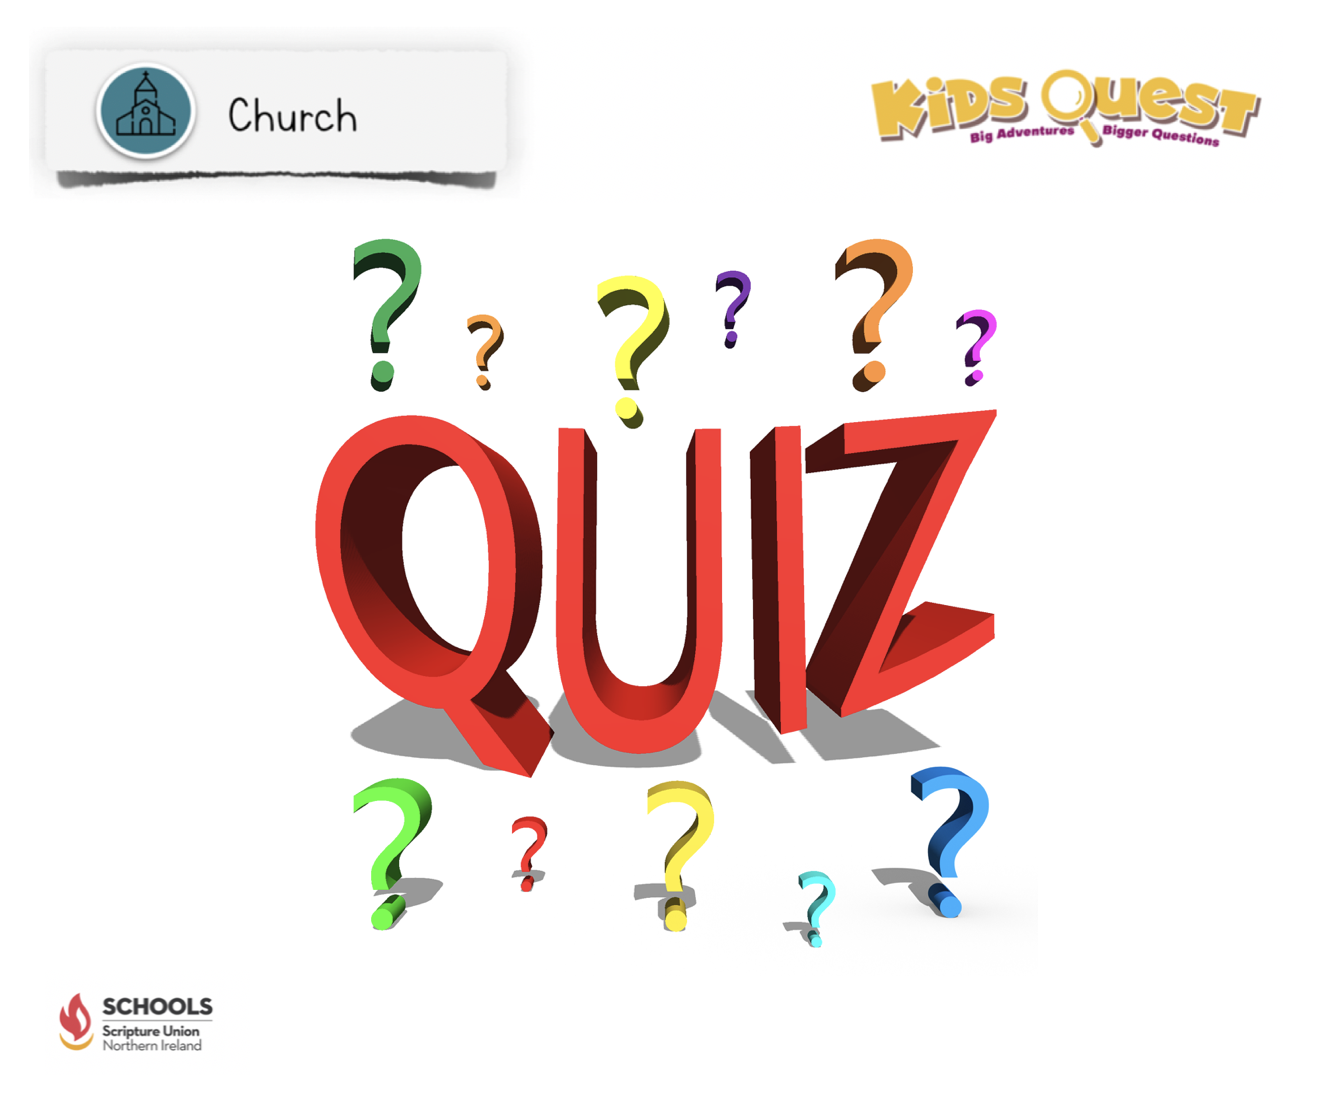 Church
KiDS QUEST
Big Adventures Bigger Questions
? ? ? ? ? ?
QUIZ
? ? ? ? ?
SCHOOLS
Scripture Union
Northern Ireland